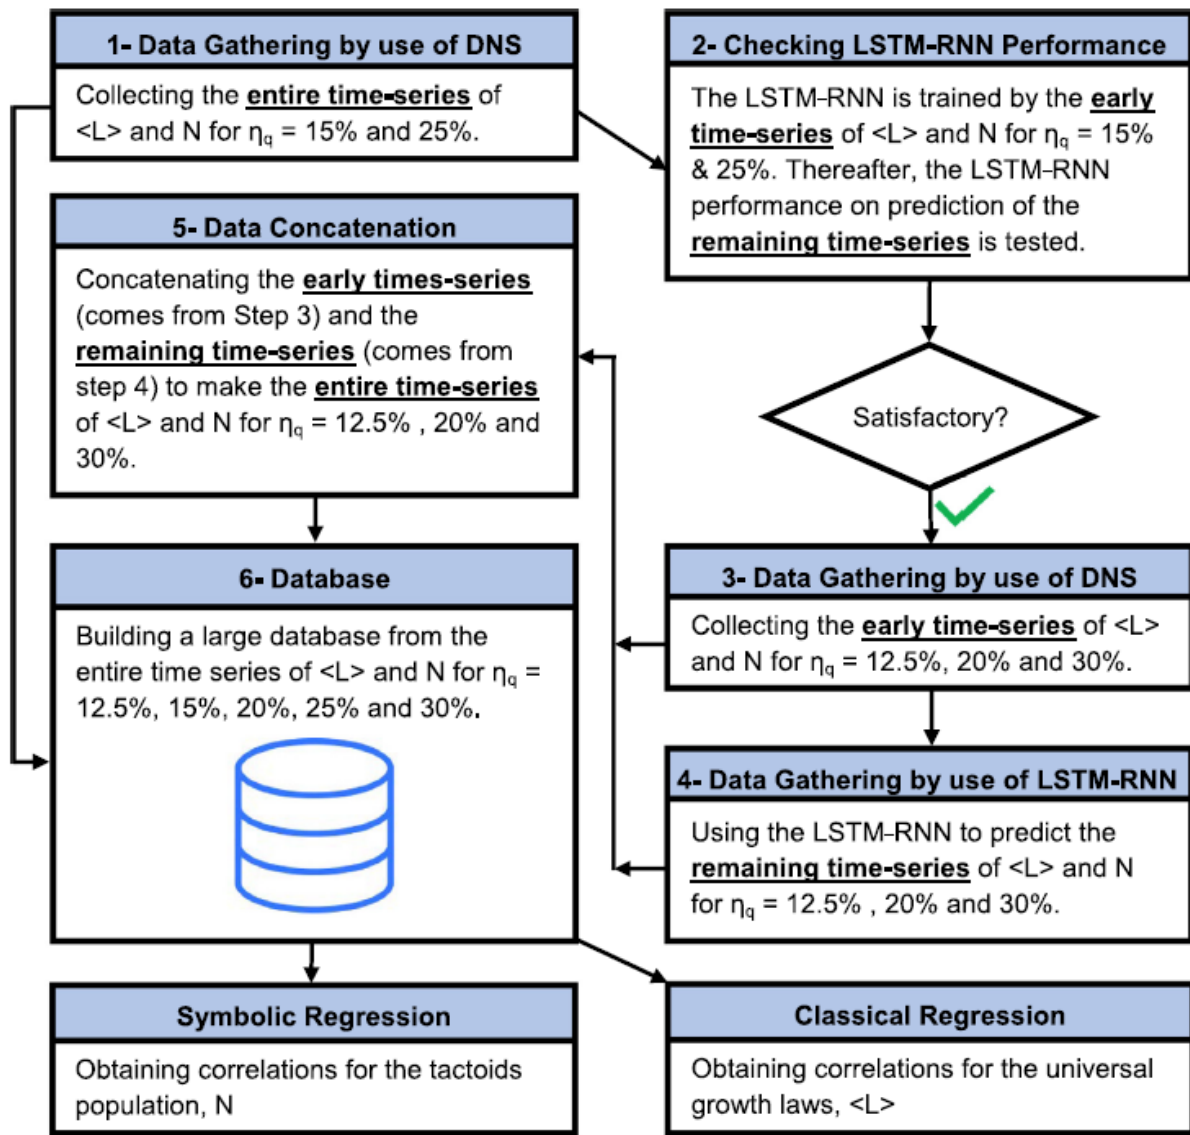 1- Data Gathering by use of DNS
Collecting the entire time-series of
<L> and N for ηq = 15% and 25%.
2- Checking LSTM-RNN Performance
The LSTM-RNN is trained by the early
time-series of <L> and N for ηq = 15%
& 25%. Thereafter, the LSTM-RNN
performance on prediction of the
remaining time-series is tested.
Satisfactory?
3- Data Gathering by use of DNS
Collecting the early time-series of <L>
and N for ηq = 12.5%, 20% and 30%.
4- Data Gathering by use of LSTM-RNN
Using the LSTM-RNN to predict the
remaining time-series of <L> and N
for ηq = 12.5% , 20% and 30%.
5- Data Concatenation
Concatenating the early times-series
(comes from Step 3) and the
remaining time-series (comes from
step 4) to make the entire time-series
of <L> and N for ηq = 12.5% , 20% and
30%.
6- Database
Building a large database from the
entire time series of <L> and N for ηq =
12.5%, 15%, 20%, 25% and 30%.
Symbolic Regression
Obtaining correlations for the tactoids
population, N
Classical Regression
Obtaining correlations for the universal
growth laws, <L>